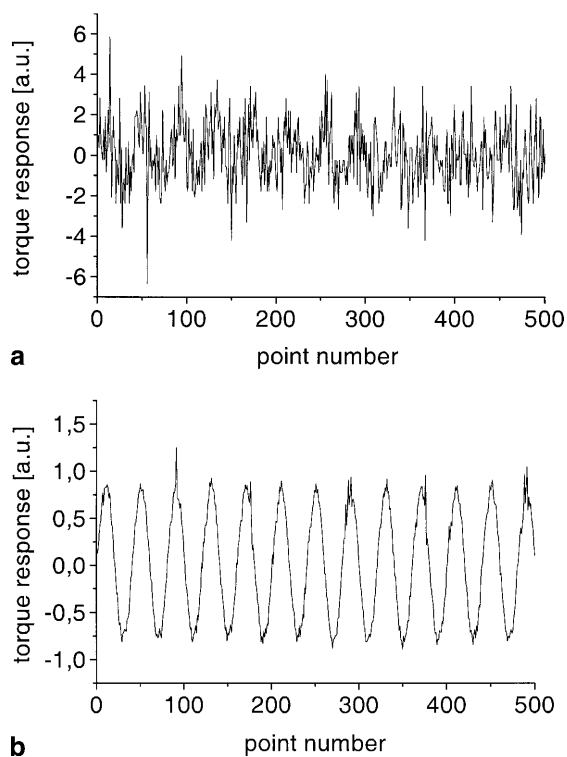 torque response [a.u.]
6
4
2
0
-2
-4
-6
0 100 200 300 400 500
point number
a
torque response [a.u.]
1,5
1,0
0,5
0,0
-0,5
-1,0
0 100 200 300 400 500
point number
b